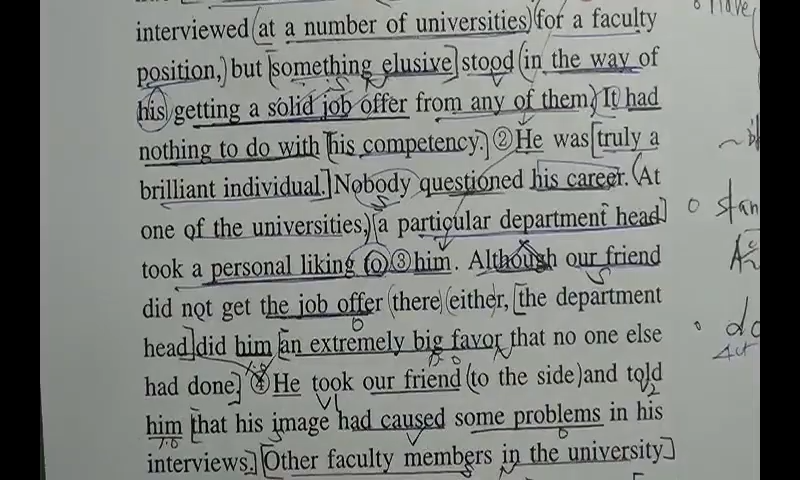 interviewed (at a number of universities) (for a faculty
position,) but [something elusive] stood (in the way of
his getting a solid job offer from any of them.) It had
nothing to do with [his competency.] ② He was [truly a
brilliant individual.] Nobody questioned his career. (At
one of the universities,) [a particular department head]
took a personal liking to ③ him. Although our friend
did not get the job offer (there) (either, [the department
head] did him [an extremely big favor that no one else
had done.] ④ He took our friend (to the side) and told
him [that his image had caused some problems in his
interviews.] [Other faculty members in the university]